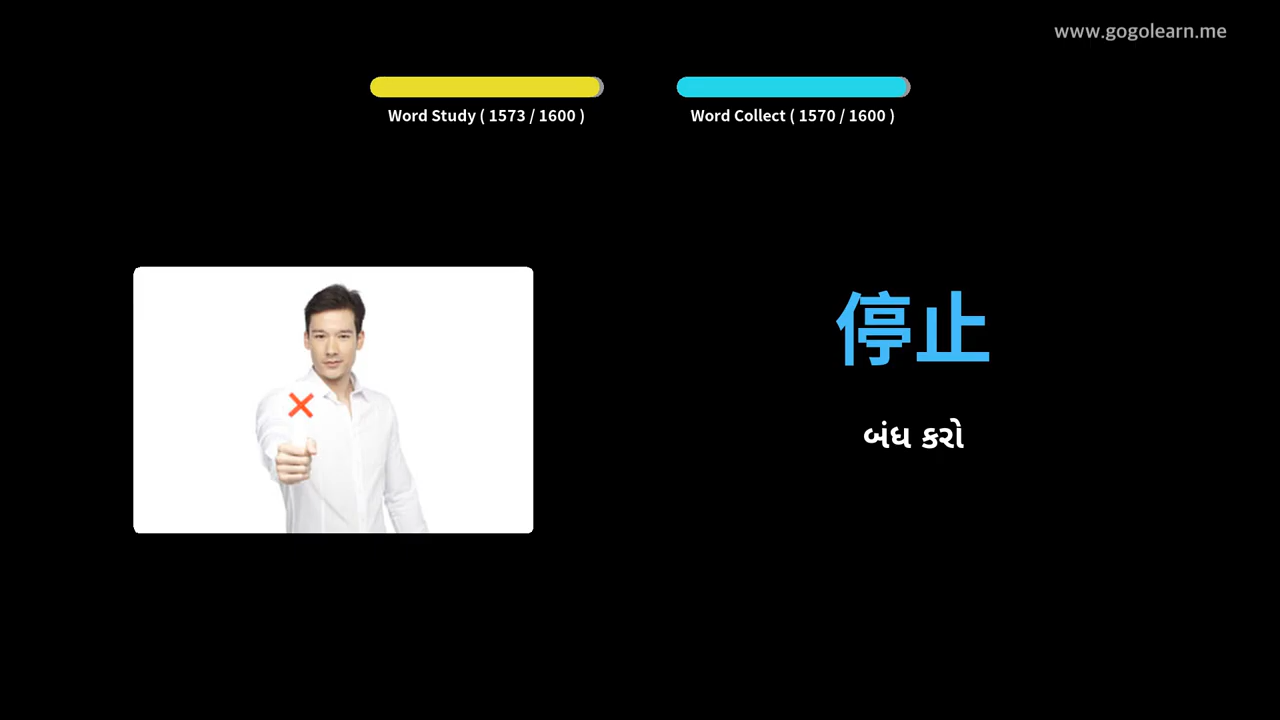 www.gogolearn.me
Word Study ( 1573 / 1600 )
Word Collect ( 1570 / 1600 )
停止
બંધ કરો